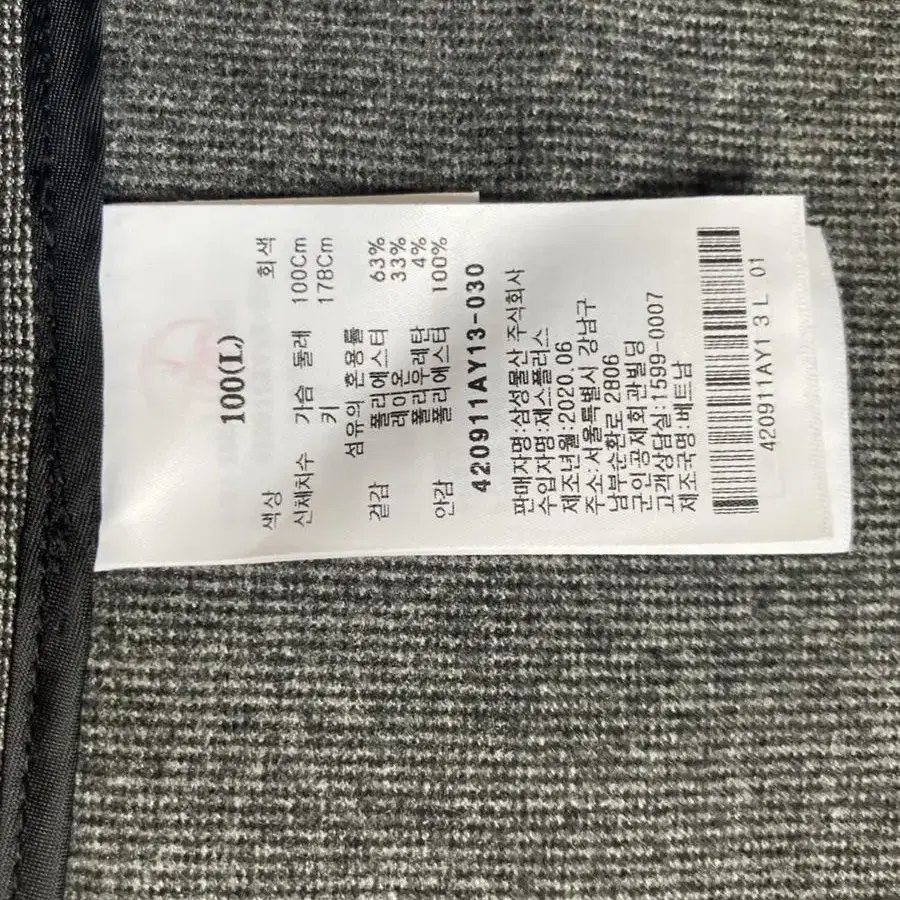 100(L)
색상 회색
신체치수 가슴 둘레 100Cm
키 178Cm
섬유의 혼용률
겉감 폴리에스터 63%
레이온 33%
폴리우레탄 4%
안감 폴리에스터 100%
420911AY13-030
판매자명:삼성물산 주식회사
수입자명:제스플러스
제조년월:2020.06
주소:서울특별시 강남구
남부순환로 2806
군인공제회관빌딩
고객상담실:1599-0007
제조국명:베트남
420911AY13L 01